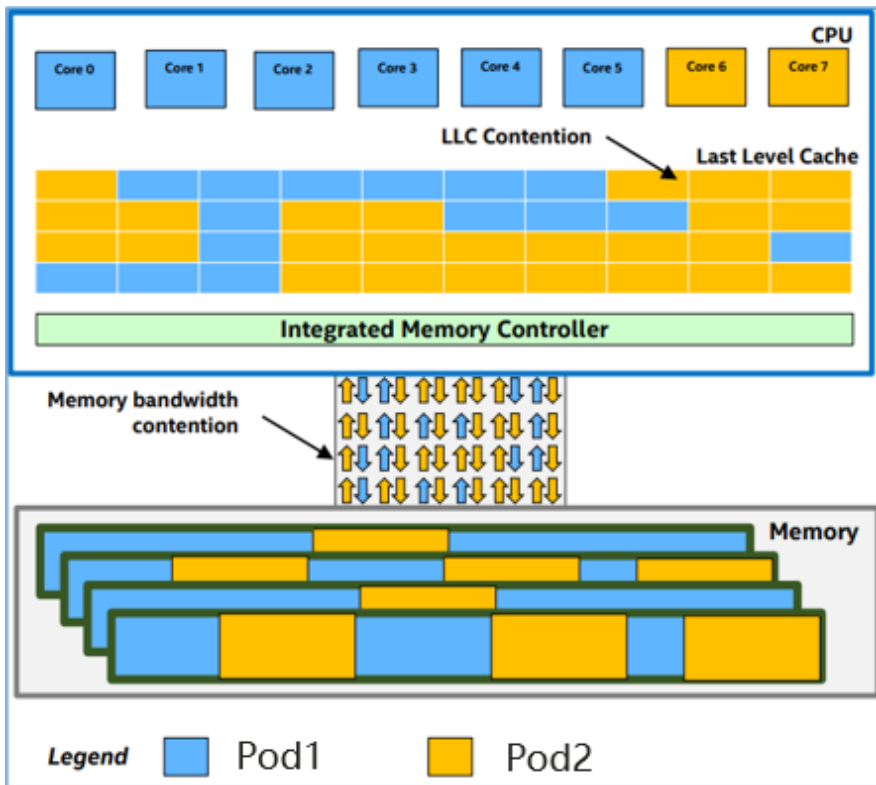 CPU
Core 0
Core 1
Core 2
Core 3
Core 4
Core 5
Core 6
Core 7
LLC Contention
Last Level Cache
Integrated Memory Controller
Memory bandwidth
contention
Memory
Legend
Pod1
Pod2